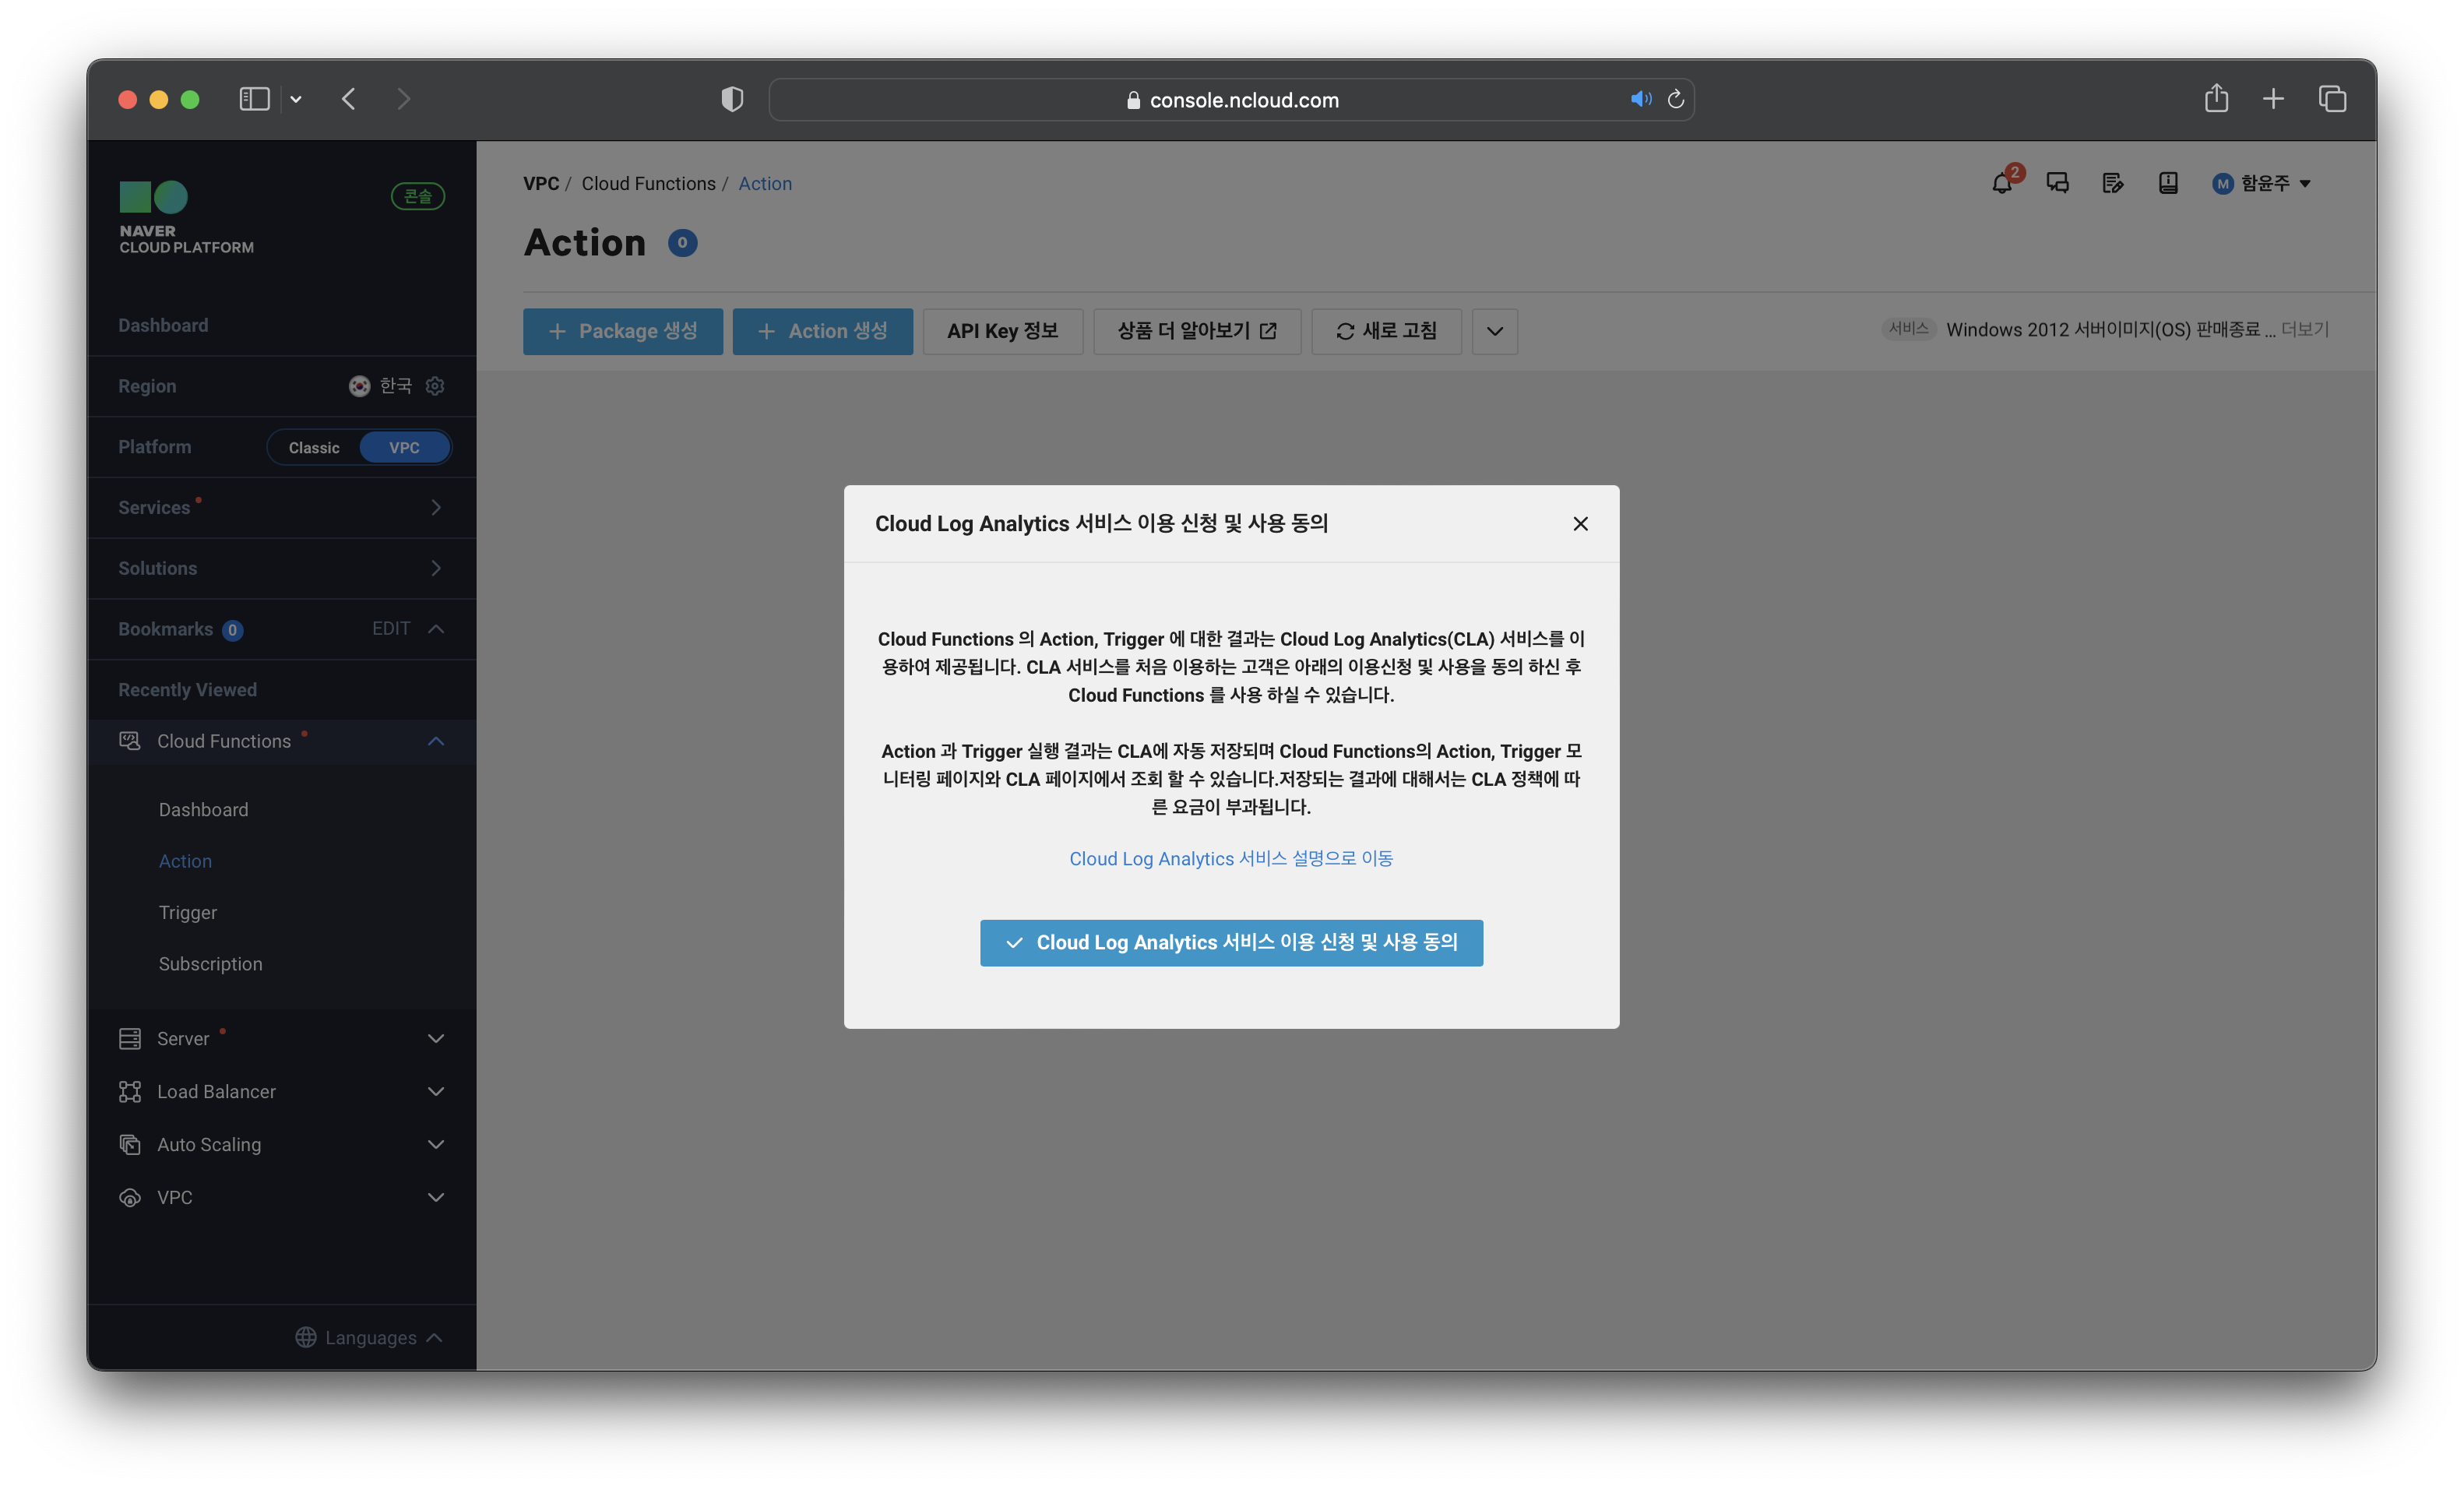 console.ncloud.com
NAVER
CLOUD PLATFORM
콘솔
Dashboard
Region 한국
Platform Classic VPC
Services
Solutions
Bookmarks 0 EDIT
Recently Viewed
Cloud Functions
Dashboard
Action
Trigger
Subscription
Server
Load Balancer
Auto Scaling
VPC
Languages
VPC / Cloud Functions / Action
2
M 함윤주
Action 0
+ Package 생성
+ Action 생성
API Key 정보
상품 더 알아보기
새로 고침
서비스 Windows 2012 서버이미지(OS) 판매종료 ... 더보기
Cloud Log Analytics 서비스 이용 신청 및 사용 동의
Cloud Functions 의 Action, Trigger 에 대한 결과는 Cloud Log Analytics(CLA) 서비스를 이
용하여 제공됩니다. CLA 서비스를 처음 이용하는 고객은 아래의 이용신청 및 사용을 동의 하신 후
Cloud Functions 를 사용 하실 수 있습니다.
Action 과 Trigger 실행 결과는 CLA에 자동 저장되며 Cloud Functions의 Action, Trigger 모
니터링 페이지와 CLA 페이지에서 조회 할 수 있습니다.저장되는 결과에 대해서는 CLA 정책에 따
른 요금이 부과됩니다.
Cloud Log Analytics 서비스 설명으로 이동
Cloud Log Analytics 서비스 이용 신청 및 사용 동의